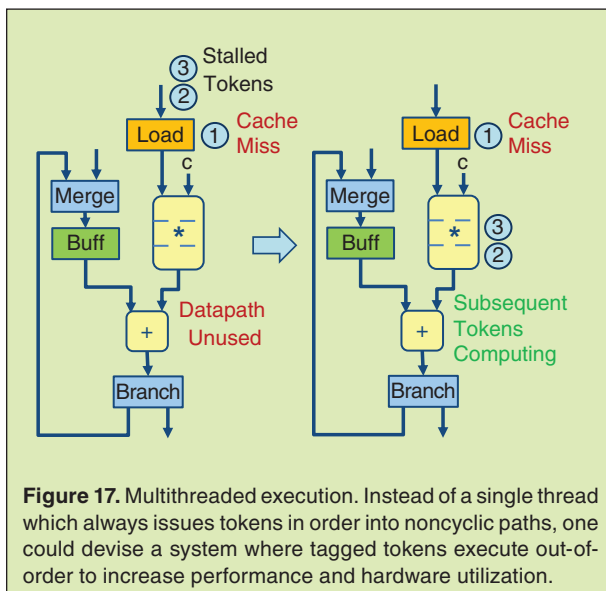 3 Stalled
2 Tokens
Load
1 Cache
Miss
c
Merge
*
Buff
+
Datapath
Unused
Branch
Load
1 Cache
Miss
c
Merge
*
3
2
Buff
+
Subsequent
Tokens
Computing
Branch
Figure 17. Multithreaded execution. Instead of a single thread
which always issues tokens in order into noncyclic paths, one
could devise a system where tagged tokens execute out-of-
order to increase performance and hardware utilization.